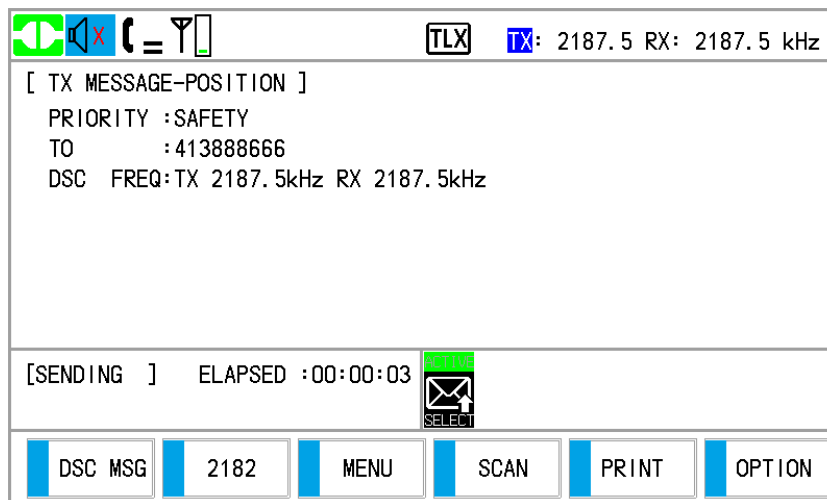 TLX TX: 2187.5 RX: 2187.5 kHz
[ TX MESSAGE-POSITION ]
PRIORITY :SAFETY
TO :413888666
DSC FREQ:TX 2187.5kHz RX 2187.5kHz
[SENDING ] ELAPSED :00:00:03
ACTIVE
SELECT
DSC MSG 2182 MENU SCAN PRINT OPTION